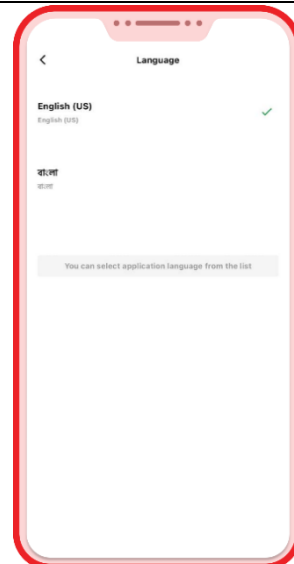 Language
English (US)
English (US)
বাংলা
বাংলা
You can select application language from the list